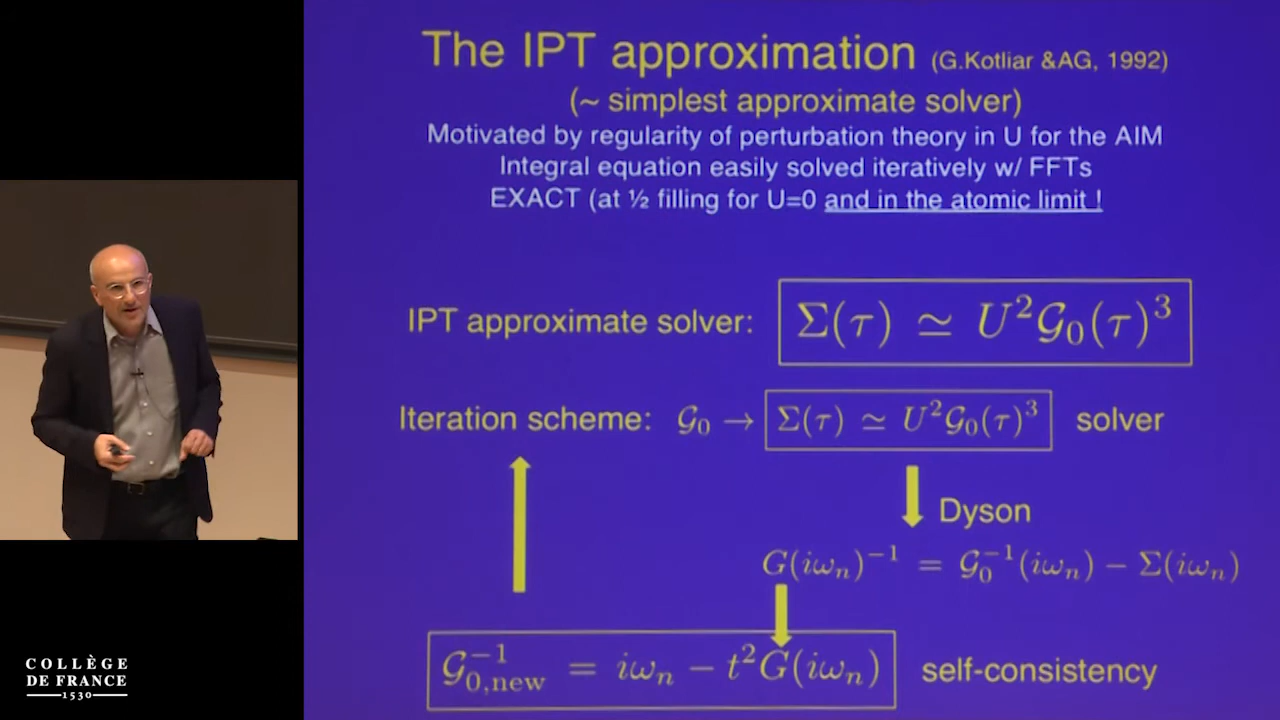 The IPT approximation (G.Kotliar &AG, 1992)
(~ simplest approximate solver)
Motivated by regularity of perturbation theory in U for the AIM
Integral equation easily solved iteratively w/ FFTs
EXACT (at ½ filling for U=0 and in the atomic limit !
IPT approximate solver: Σ(τ) ≃ U²𝒢₀(τ)³
Iteration scheme: 𝒢₀ → Σ(τ) ≃ U²𝒢₀(τ)³ solver
Dyson
G(iωₙ)⁻¹ = 𝒢₀⁻¹(iωₙ) − Σ(iωₙ)
𝒢₀,new⁻¹ = iωₙ − t²G(iωₙ) self-consistency
COLLÈGE
DE FRANCE
1530